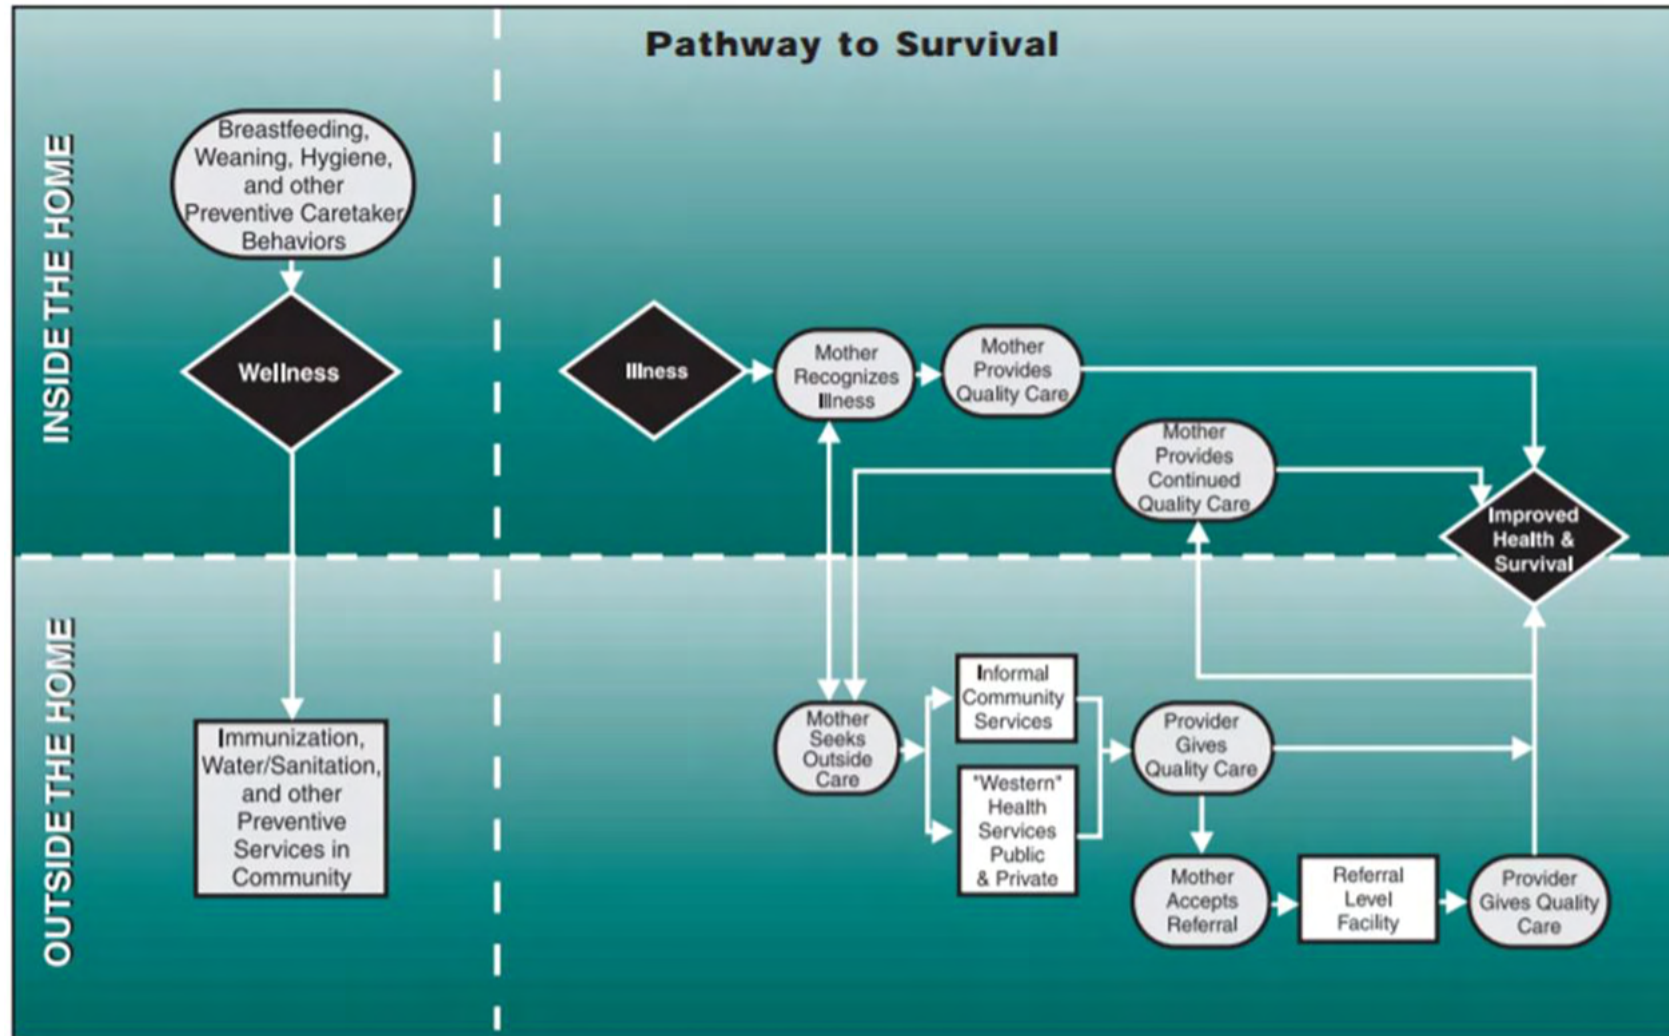 Pathway to Survival
INSIDE THE HOME
Breastfeeding,
Weaning, Hygiene,
and other
Preventive Caretaker
Behaviors
Wellness
Illness
Mother
Recognizes
Illness
Mother
Provides
Quality Care
Mother
Provides
Continued
Quality Care
Improved
Health &
Survival
OUTSIDE THE HOME
Immunization,
Water/Sanitation,
and other
Preventive
Services in
Community
Mother
Seeks
Outside
Care
Informal
Community
Services
"Western"
Health
Services
Public
& Private
Provider
Gives
Quality Care
Mother
Accepts
Referral
Referral
Level
Facility
Provider
Gives Quality
Care